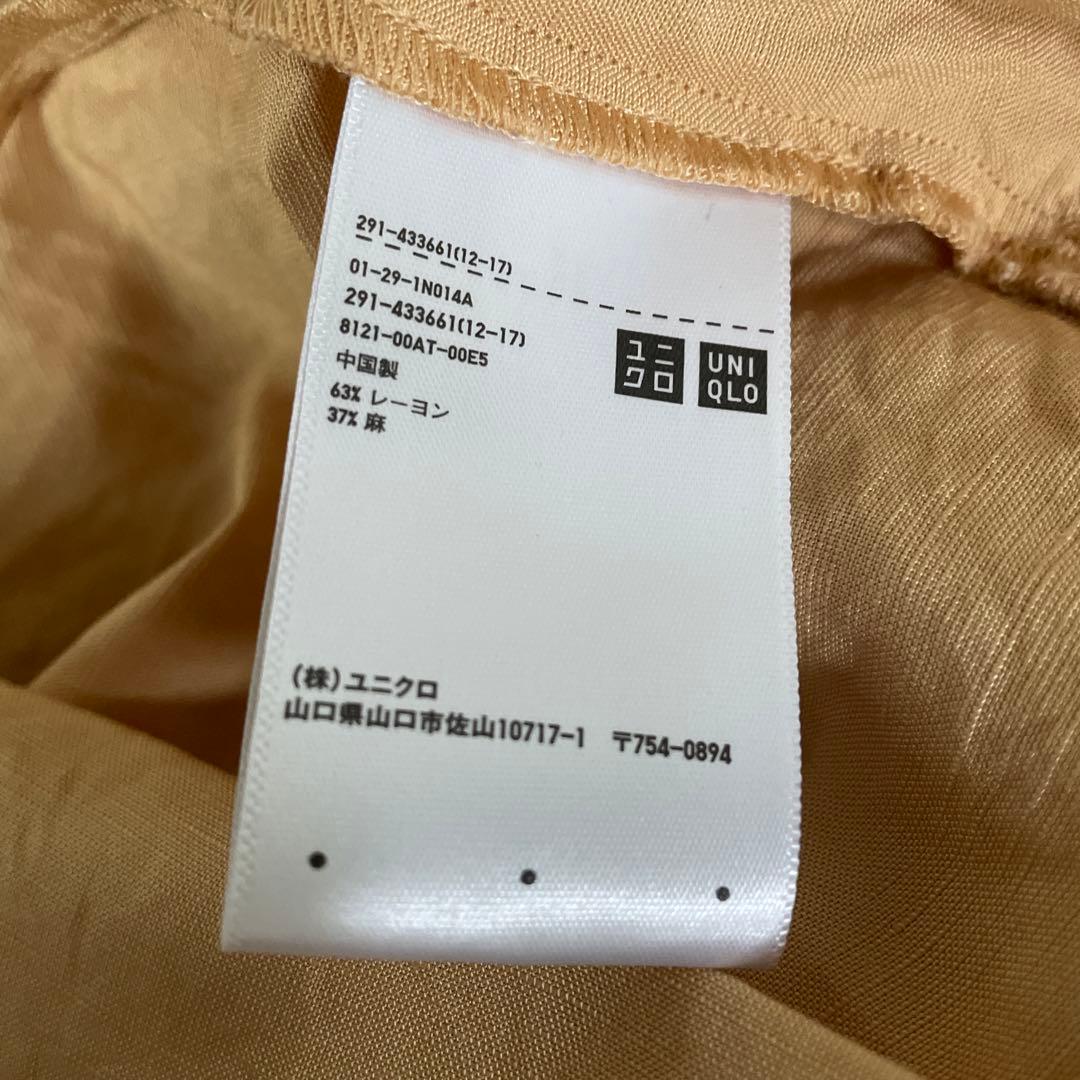 291-433661(12-17)
01-29-1N014A
291-433661(12-17)
8121-00AT-00E5
中国製
63% レーヨン
37% 麻
ユニ
クロ
UNI
QLO
(株)ユニクロ
山口県山口市佐山10717-1 〒754-0894